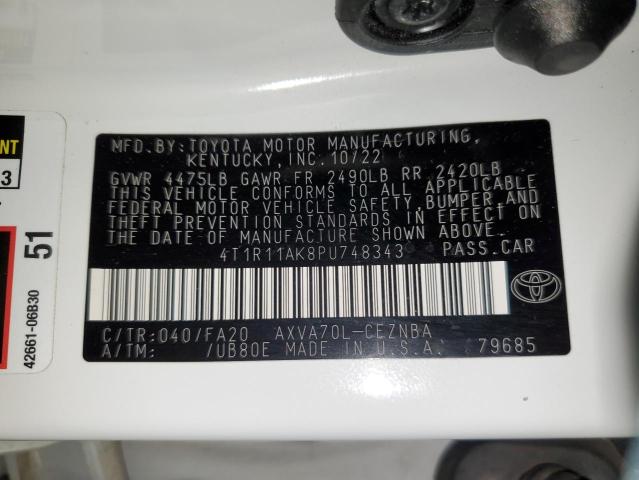 MFD.BY:TOYOTA MOTOR MANUFACTURING,
KENTUCKY,INC.10/22
GVWR 4475LB GAWR FR 2490LB RR 2420LB
THIS VEHICLE CONFORMS TO ALL APPLICABLE
FEDERAL MOTOR VEHICLE SAFETY,BUMPER,AND
THEFT PREVENTION STANDARDS IN EFFECT ON
THE DATE OF MANUFACTURE SHOWN ABOVE.
4T1R11AK8PU748343 PASS.CAR
C/TR:040/FA20 AXVA70L-CEZNBA
A/TM: /UB80E MADE IN U.S.A. 79685
3
51
42661-06B30